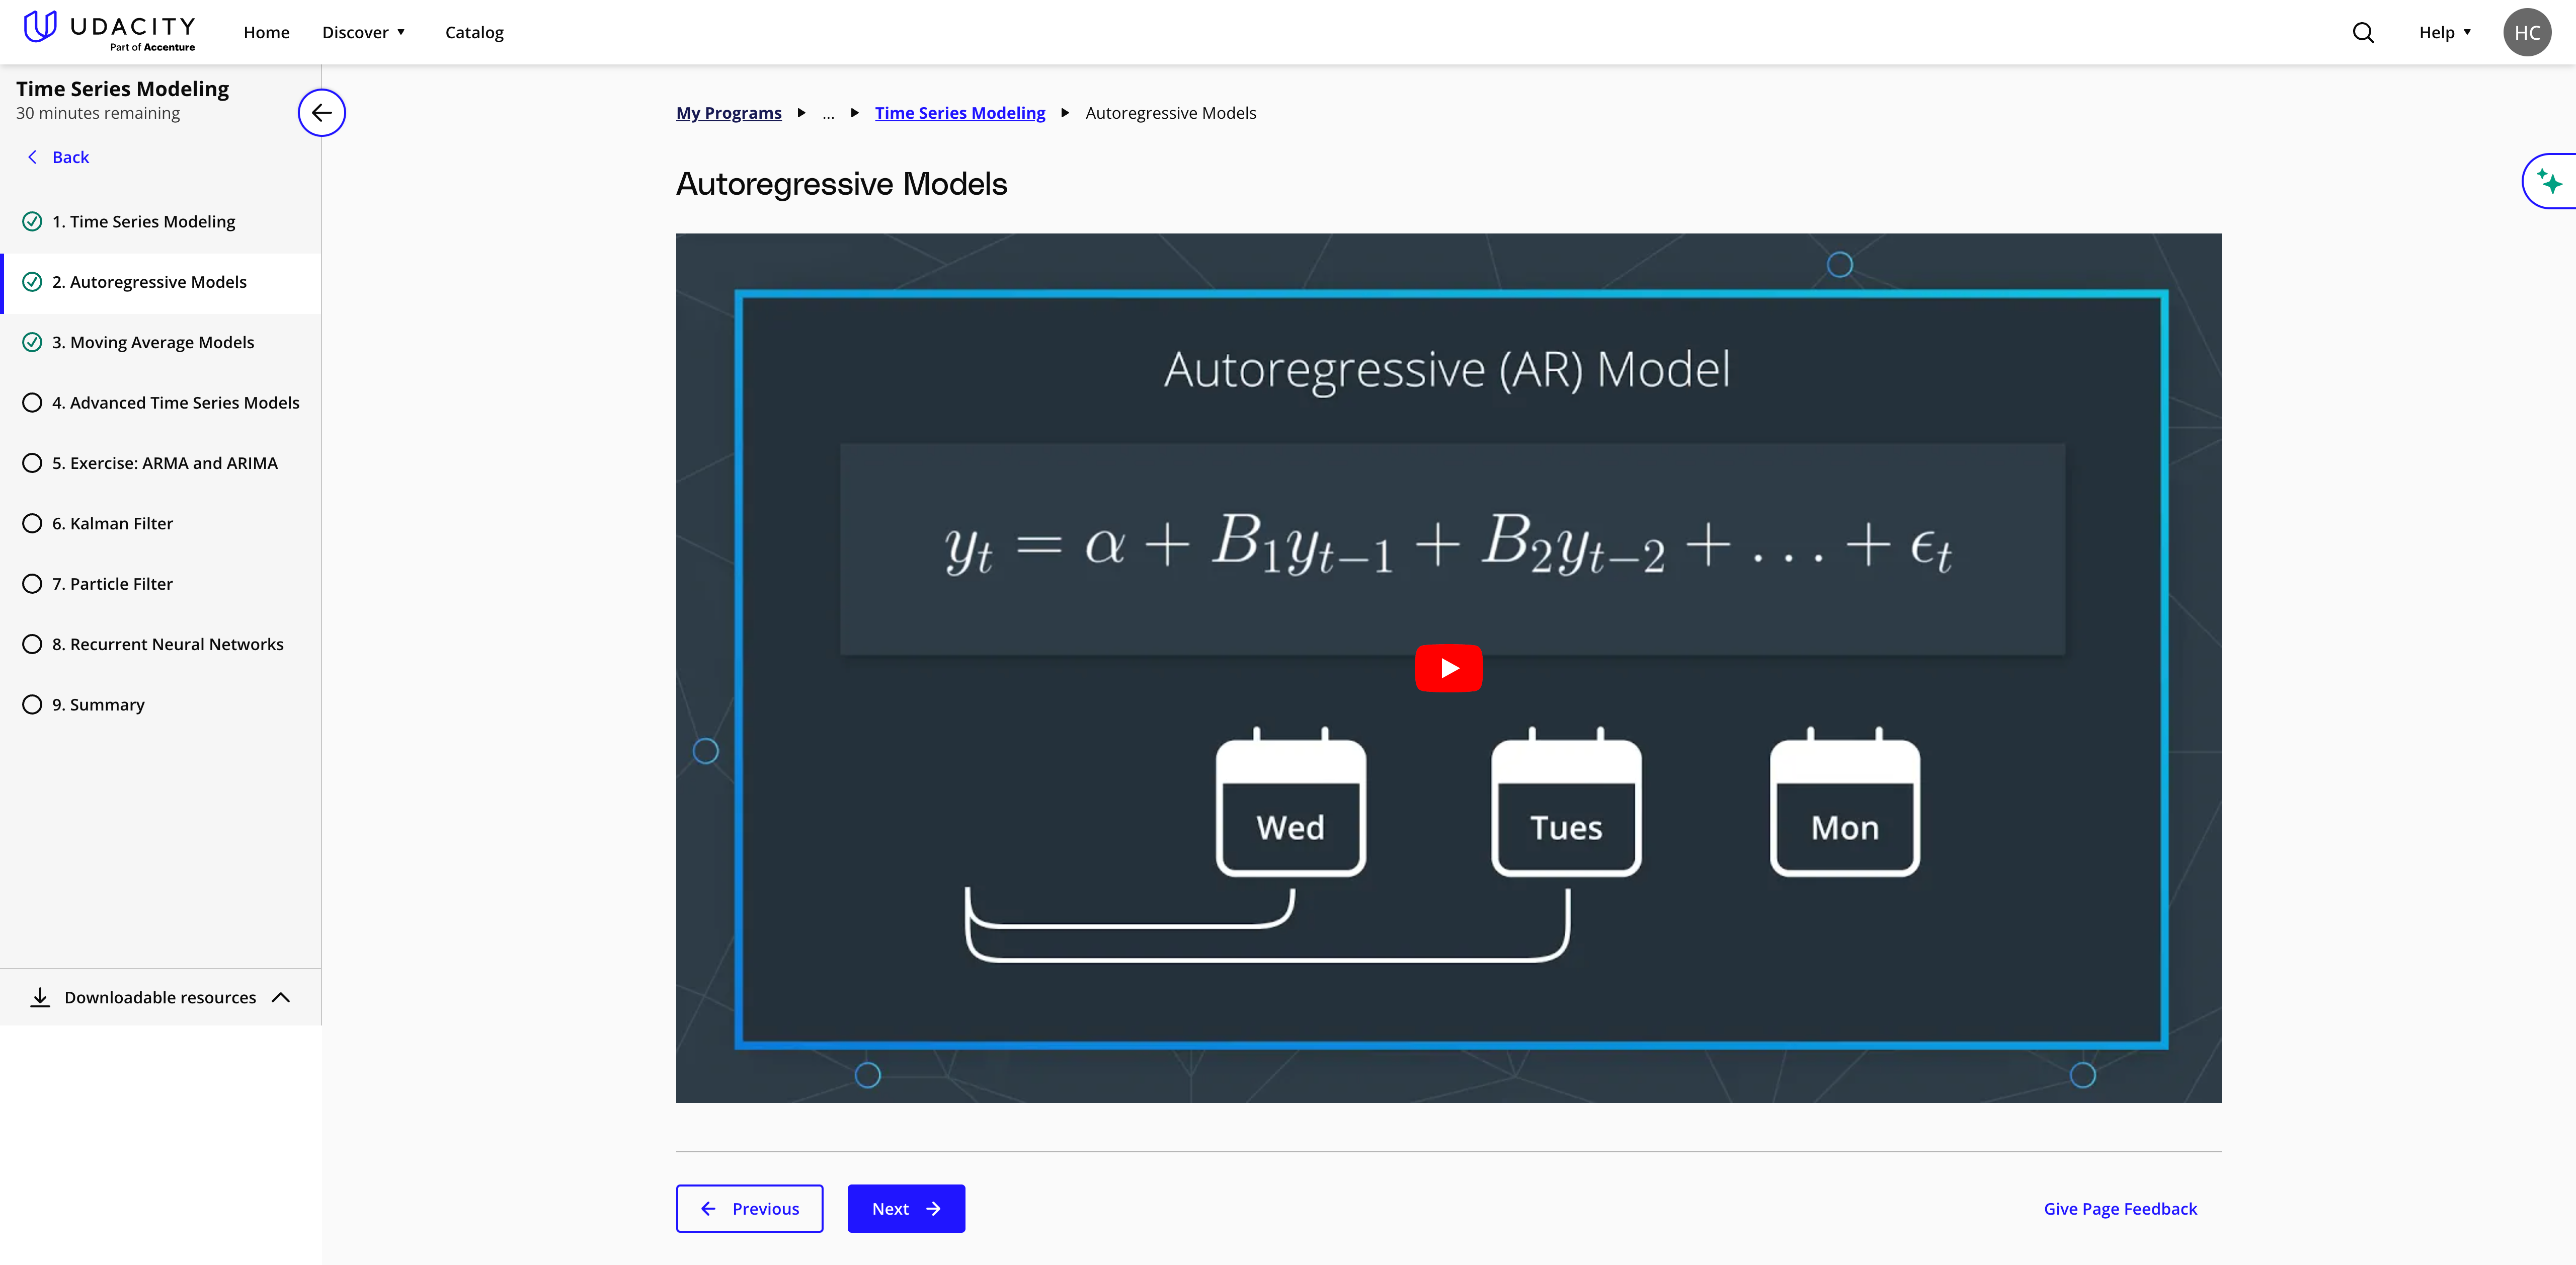 UDACITY
Part of Accenture
Home
Discover
Catalog
Help
HC
Time Series Modeling
30 minutes remaining
Back
1. Time Series Modeling
2. Autoregressive Models
3. Moving Average Models
4. Advanced Time Series Models
5. Exercise: ARMA and ARIMA
6. Kalman Filter
7. Particle Filter
8. Recurrent Neural Networks
9. Summary
Downloadable resources
My Programs ... Time Series Modeling Autoregressive Models
Autoregressive Models
Autoregressive (AR) Model
y_t = α + B_1 y_{t−1} + B_2 y_{t−2} + ... + ϵ_t
Wed
Tues
Mon
Previous
Next
Give Page Feedback